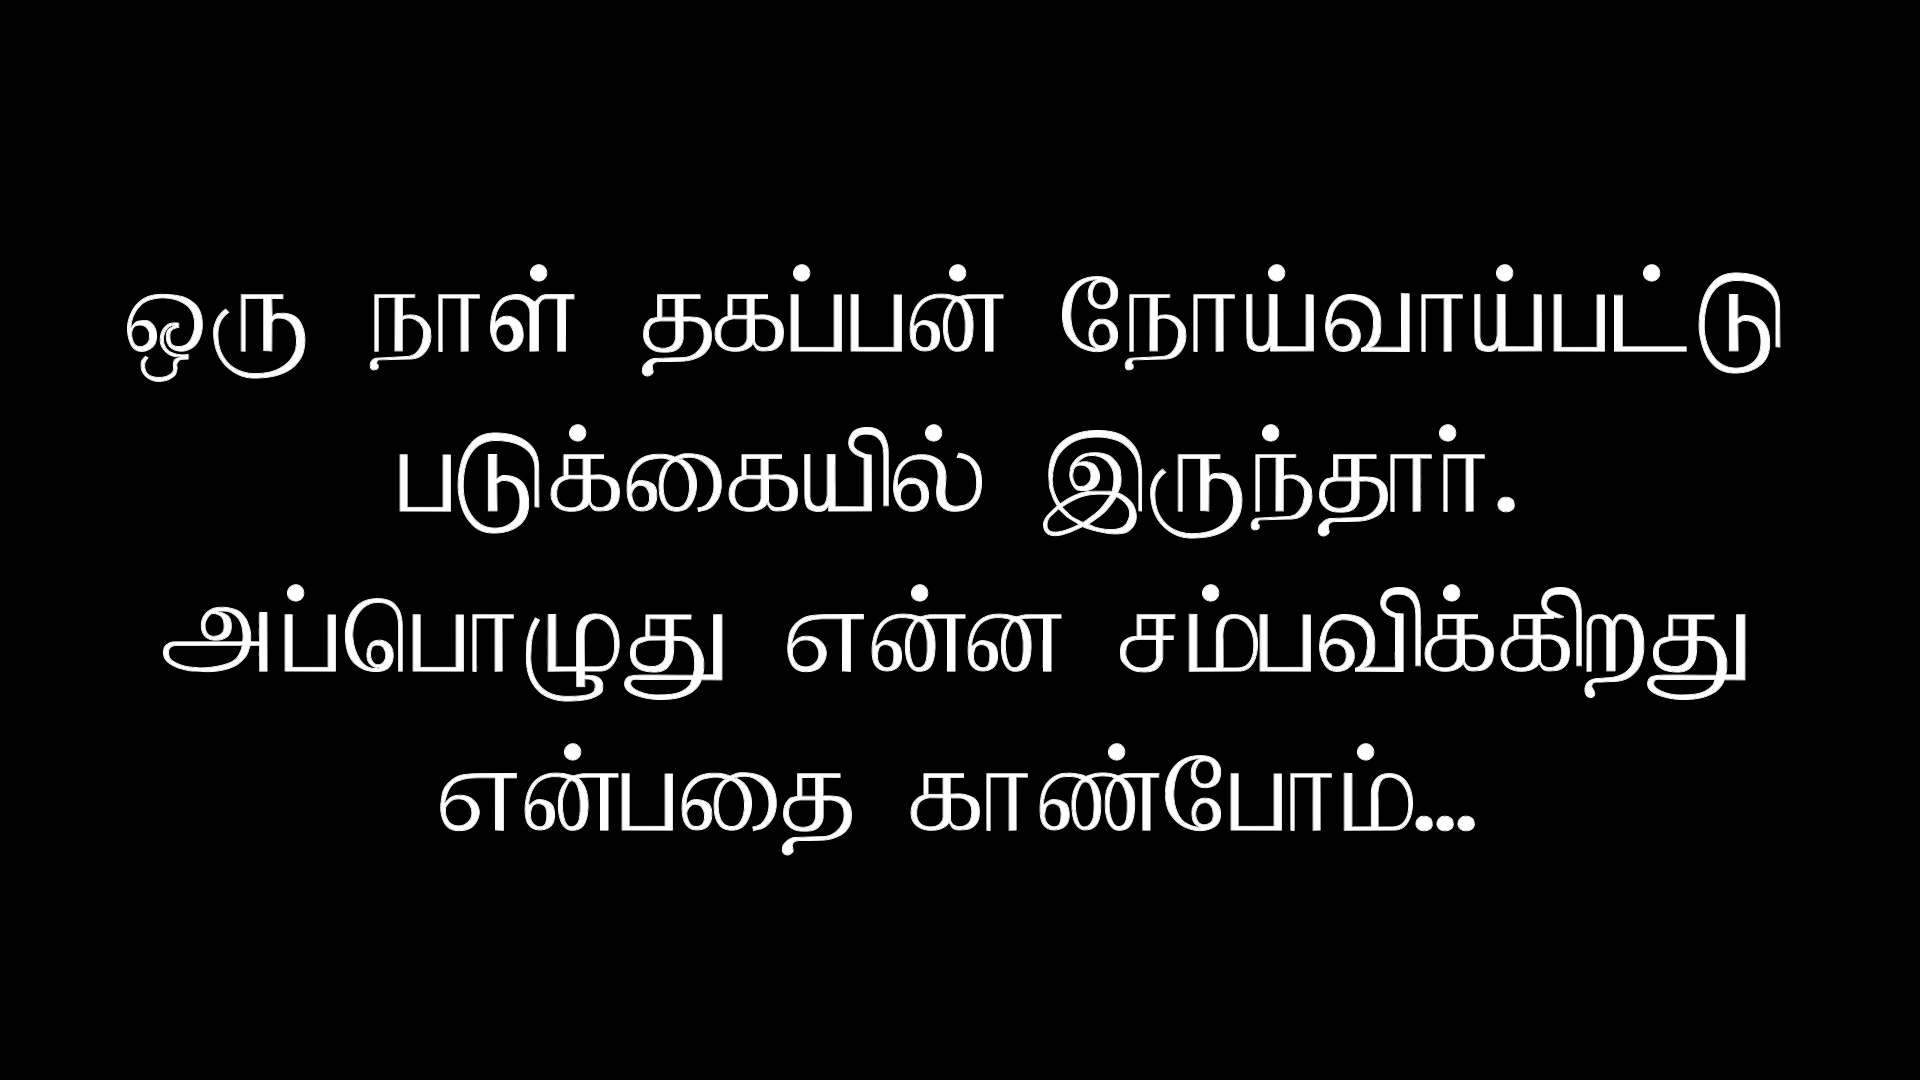 ஒரு நாள் தகப்பன் நோய்வாய்பட்டு
படுக்கையில் இருந்தார்.
அப்பொழுது என்ன சம்பவிக்கிறது
என்பதை காண்போம்...